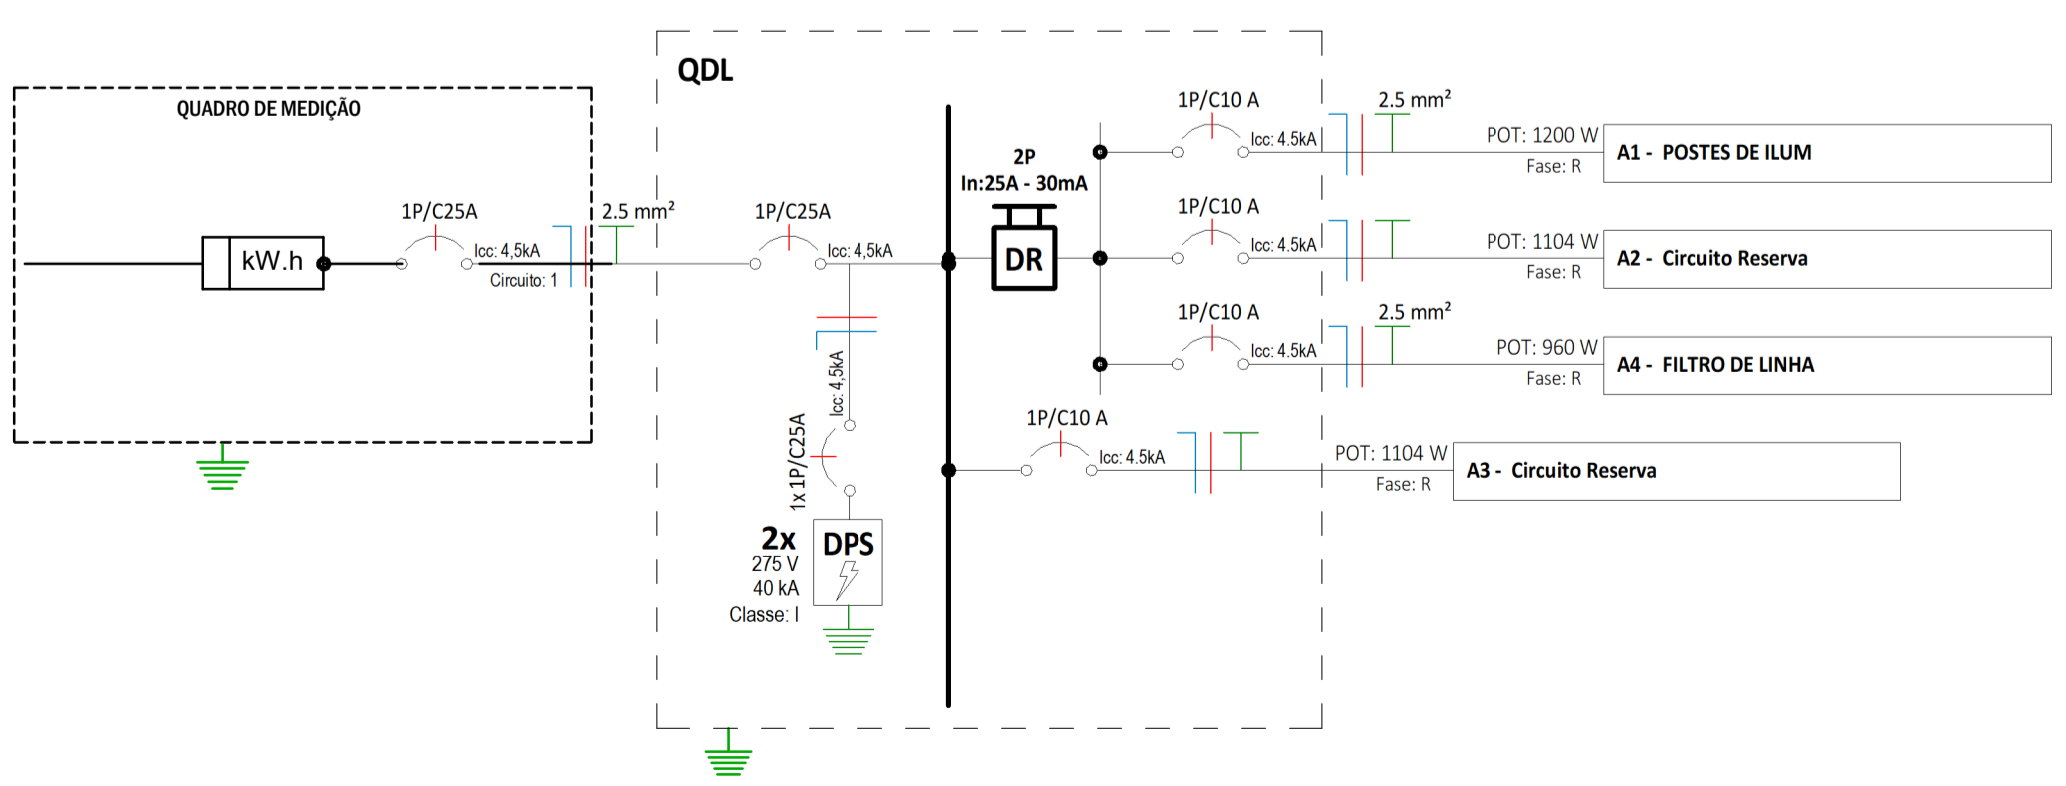 QUADRO DE MEDIÇÃO
kW.h
1P/C25A
Icc: 4,5kA
Circuito: 1
2.5 mm²
QDL
1P/C25A
Icc: 4,5kA
Icc: 4,5kA
1x 1P/C25A
2x
275 V
40 kA
Classe: I
DPS
2P
In:25A - 30mA
DR
1P/C10 A
Icc: 4.5kA
2.5 mm²
POT: 1200 W
Fase: R
A1 - POSTES DE ILUM
1P/C10 A
Icc: 4.5kA
POT: 1104 W
Fase: R
A2 - Circuito Reserva
1P/C10 A
Icc: 4.5kA
2.5 mm²
POT: 960 W
Fase: R
A4 - FILTRO DE LINHA
1P/C10 A
Icc: 4.5kA
POT: 1104 W
Fase: R
A3 - Circuito Reserva